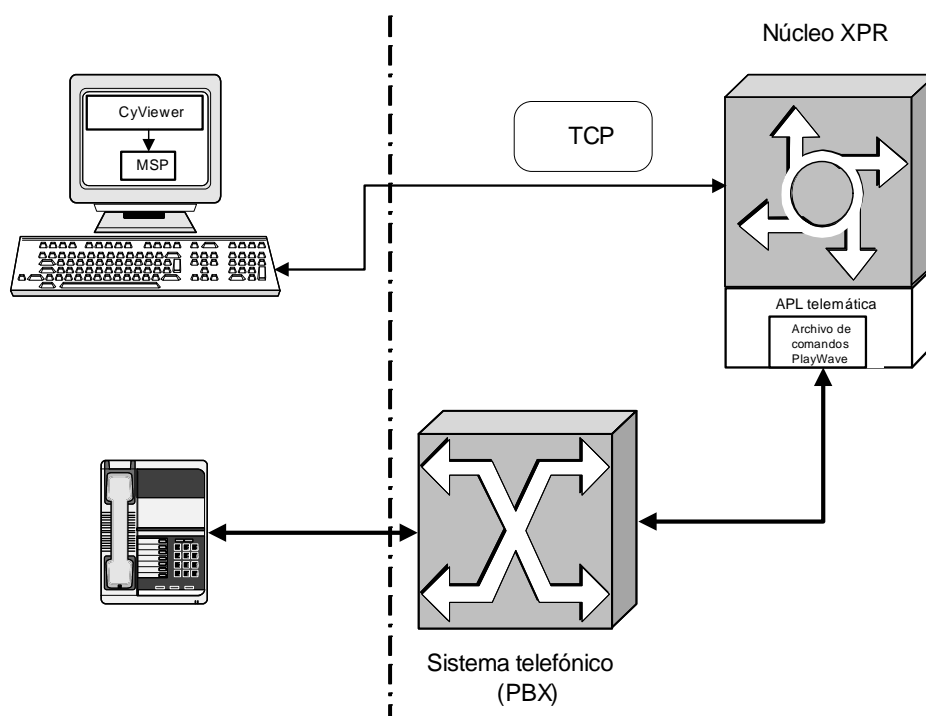 Núcleo XPR
CyViewer
MSP
TCP
APL telemática
Archivo de
comandos
PlayWave
Sistema telefónico
(PBX)